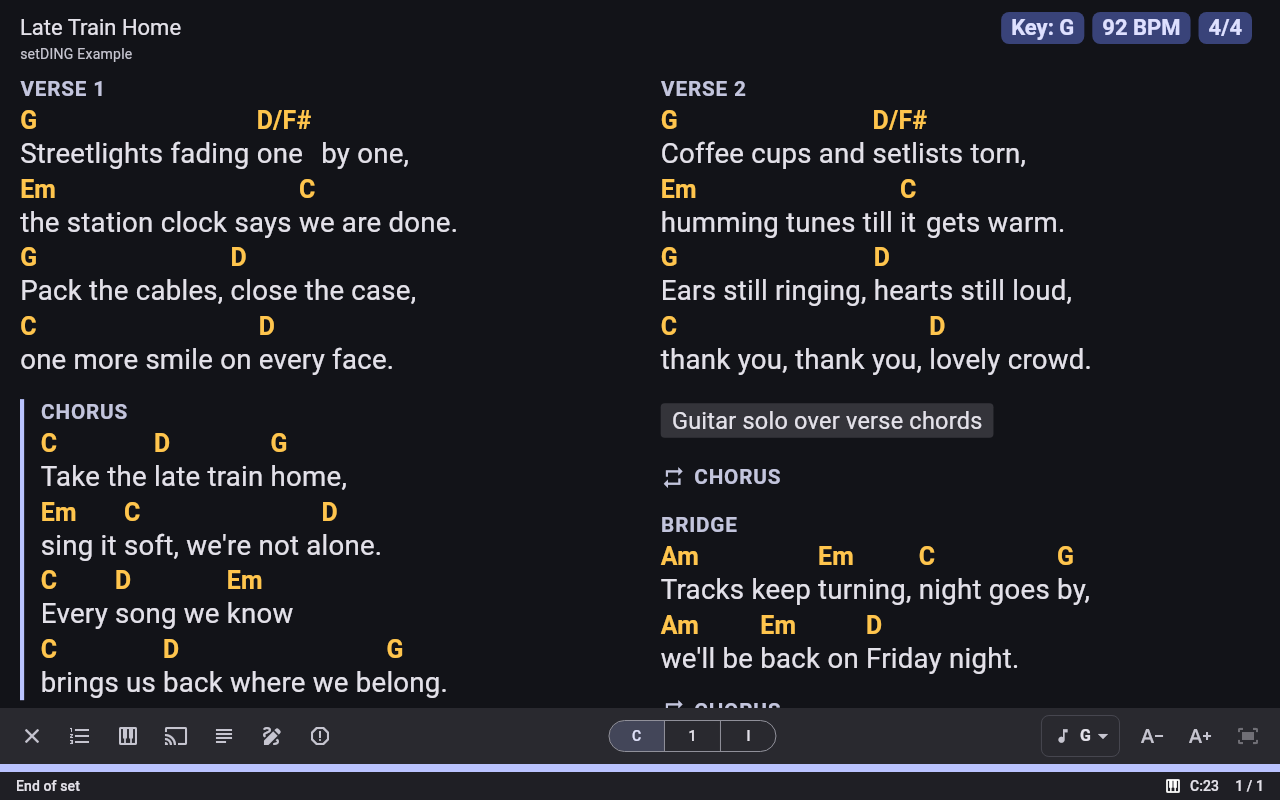 Late Train Home
setDING Example
Key: G 92 BPM 4/4
VERSE 1
G D/F#
Streetlights fading one by one,
Em C
the station clock says we are done.
G D
Pack the cables, close the case,
C D
one more smile on every face.
CHORUS
C D G
Take the late train home,
Em C D
sing it soft, we're not alone.
C D Em
Every song we know
C D G
brings us back where we belong.
VERSE 2
G D/F#
Coffee cups and setlists torn,
Em C
humming tunes till it gets warm.
G D
Ears still ringing, hearts still loud,
C D
thank you, thank you, lovely crowd.
Guitar solo over verse chords
CHORUS
BRIDGE
Am Em C G
Tracks keep turning, night goes by,
Am Em D
we'll be back on Friday night.
CHORUS
C 1 I
G
A− A+
End of set
C:23 1 / 1